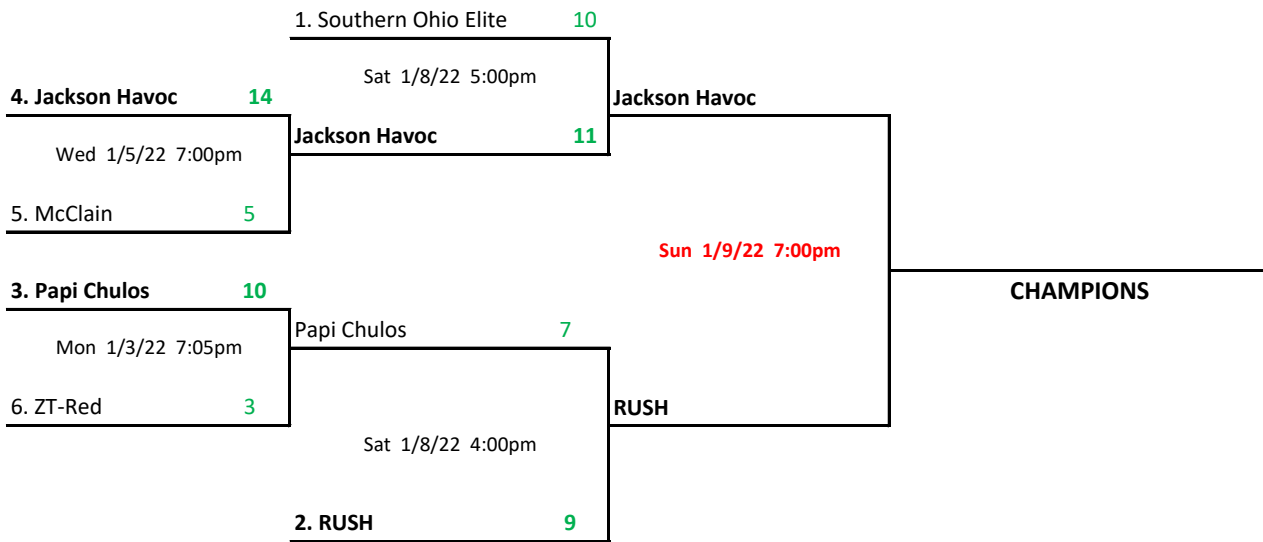 1. Southern Ohio Elite 10
Sat 1/8/22 5:00pm
4. Jackson Havoc 14
Jackson Havoc
Jackson Havoc 11
Wed 1/5/22 7:00pm
5. McClain 5
Sun 1/9/22 7:00pm
3. Papi Chulos 10
CHAMPIONS
Papi Chulos 7
Mon 1/3/22 7:05pm
6. ZT-Red 3
RUSH
Sat 1/8/22 4:00pm
2. RUSH 9